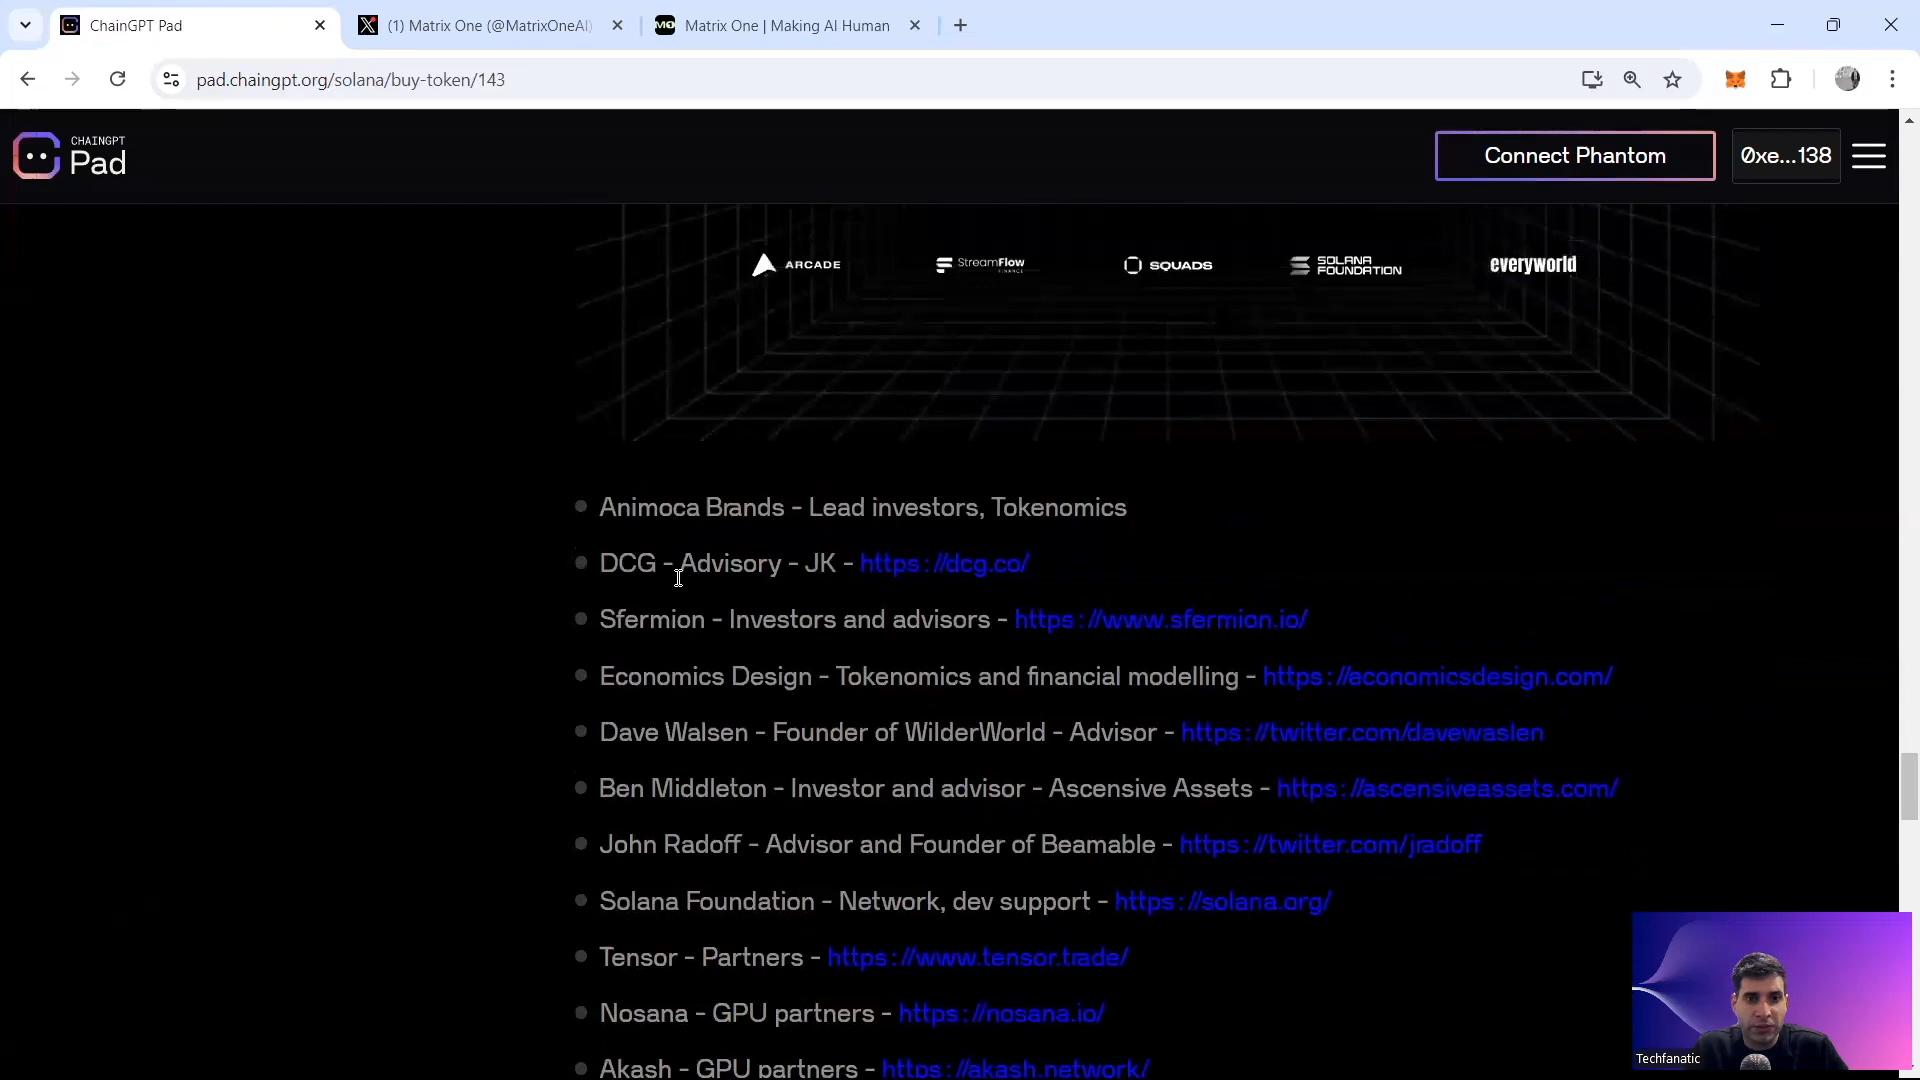 ChainGPT Pad
(1) Matrix One (@MatrixOneAI)
M1
Matrix One | Making AI Human
pad.chaingpt.org/solana/buy-token/143
CHAINGPT
Pad
Connect Phantom
0xe...138
ARCADE
StreamFlow
FINANCE
SQUADS
SOLANA
FOUNDATION
everyworld
Animoca Brands - Lead investors, Tokenomics
DCG - Advisory - JK - https://dcg.co/
Sfermion - Investors and advisors - https://www.sfermion.io/
Economics Design - Tokenomics and financial modelling - https://economicsdesign.com/
Dave Walsen - Founder of WilderWorld - Advisor - https://twitter.com/davewaslen
Ben Middleton - Investor and advisor - Ascensive Assets - https://ascensiveassets.com/
John Radoff - Advisor and Founder of Beamable - https://twitter.com/jradoff
Solana Foundation - Network, dev support - https://solana.org/
Tensor - Partners - https://www.tensor.trade/
Nosana - GPU partners - https://nosana.io/
Akash - GPU partners - https://akash.network/
Techfanatic